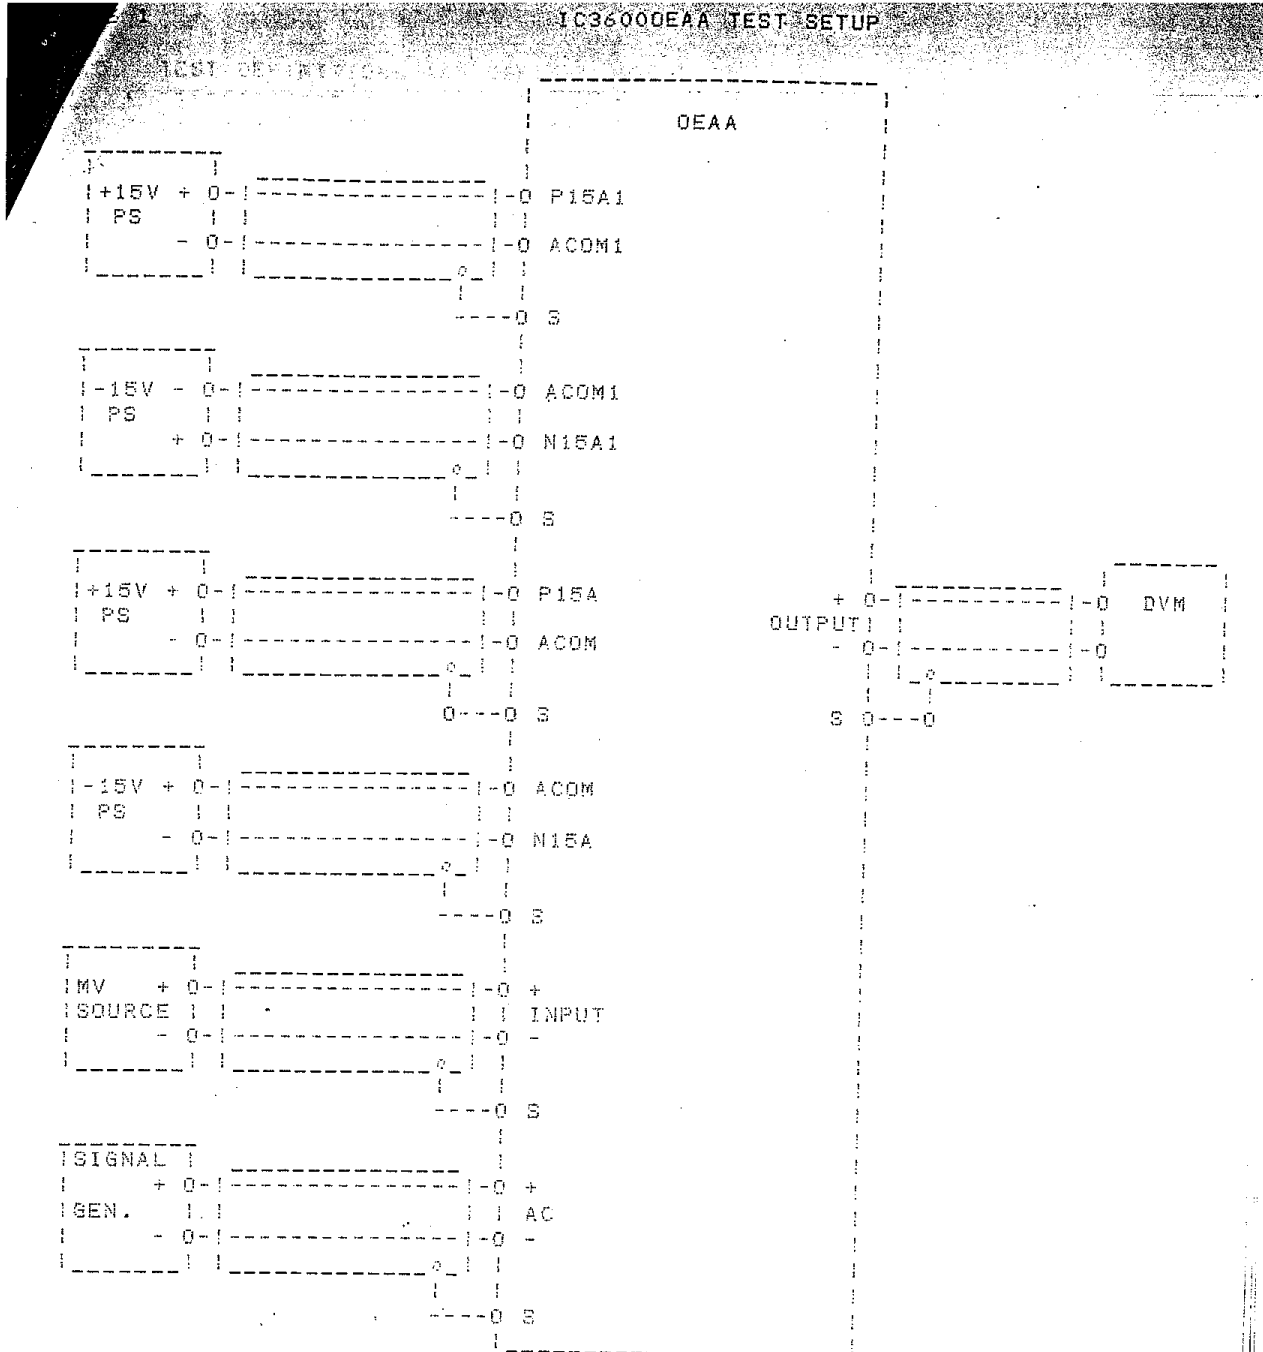 IC3600OEAA TEST SETUP
TEST
OEAA
+15V + P15A1
PS
- ACOM1
S
-15V - ACOM1
PS
+ N15A1
S
+15V + P15A
PS
- ACOM
S
+ DVM
OUTPUT
-
S
-15V + ACOM
PS
- N15A
S
MV + +
SOURCE INPUT
- -
S
SIGNAL
+ +
GEN. AC
- -
S